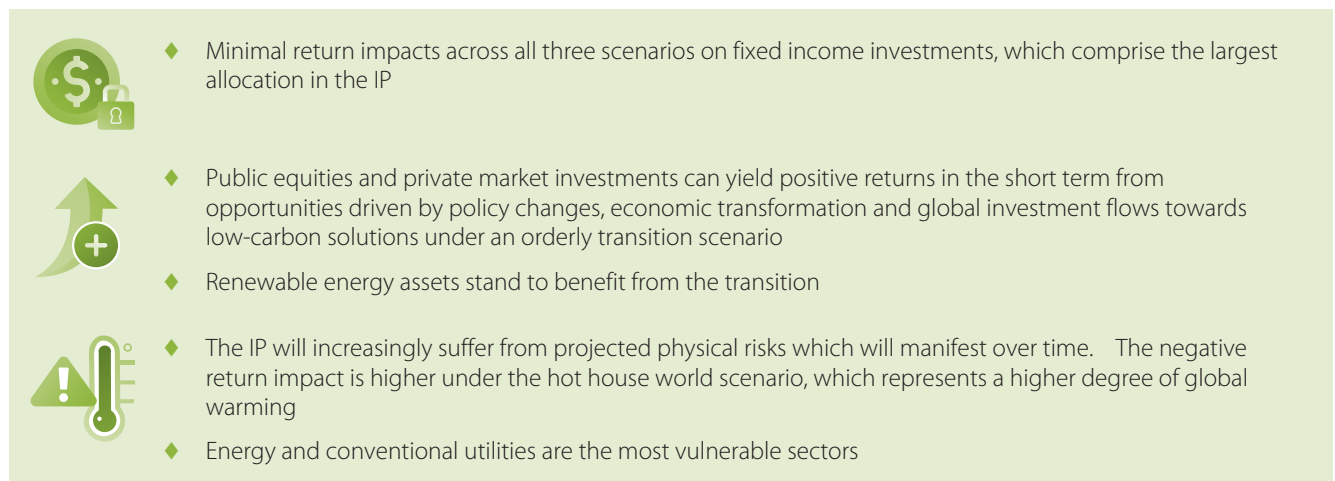 ♦ Minimal return impacts across all three scenarios on fixed income investments, which comprise the largest
allocation in the IP
♦ Public equities and private market investments can yield positive returns in the short term from
opportunities driven by policy changes, economic transformation and global investment flows towards
low-carbon solutions under an orderly transition scenario
♦ Renewable energy assets stand to benefit from the transition
♦ The IP will increasingly suffer from projected physical risks which will manifest over time. The negative
return impact is higher under the hot house world scenario, which represents a higher degree of global
warming
♦ Energy and conventional utilities are the most vulnerable sectors